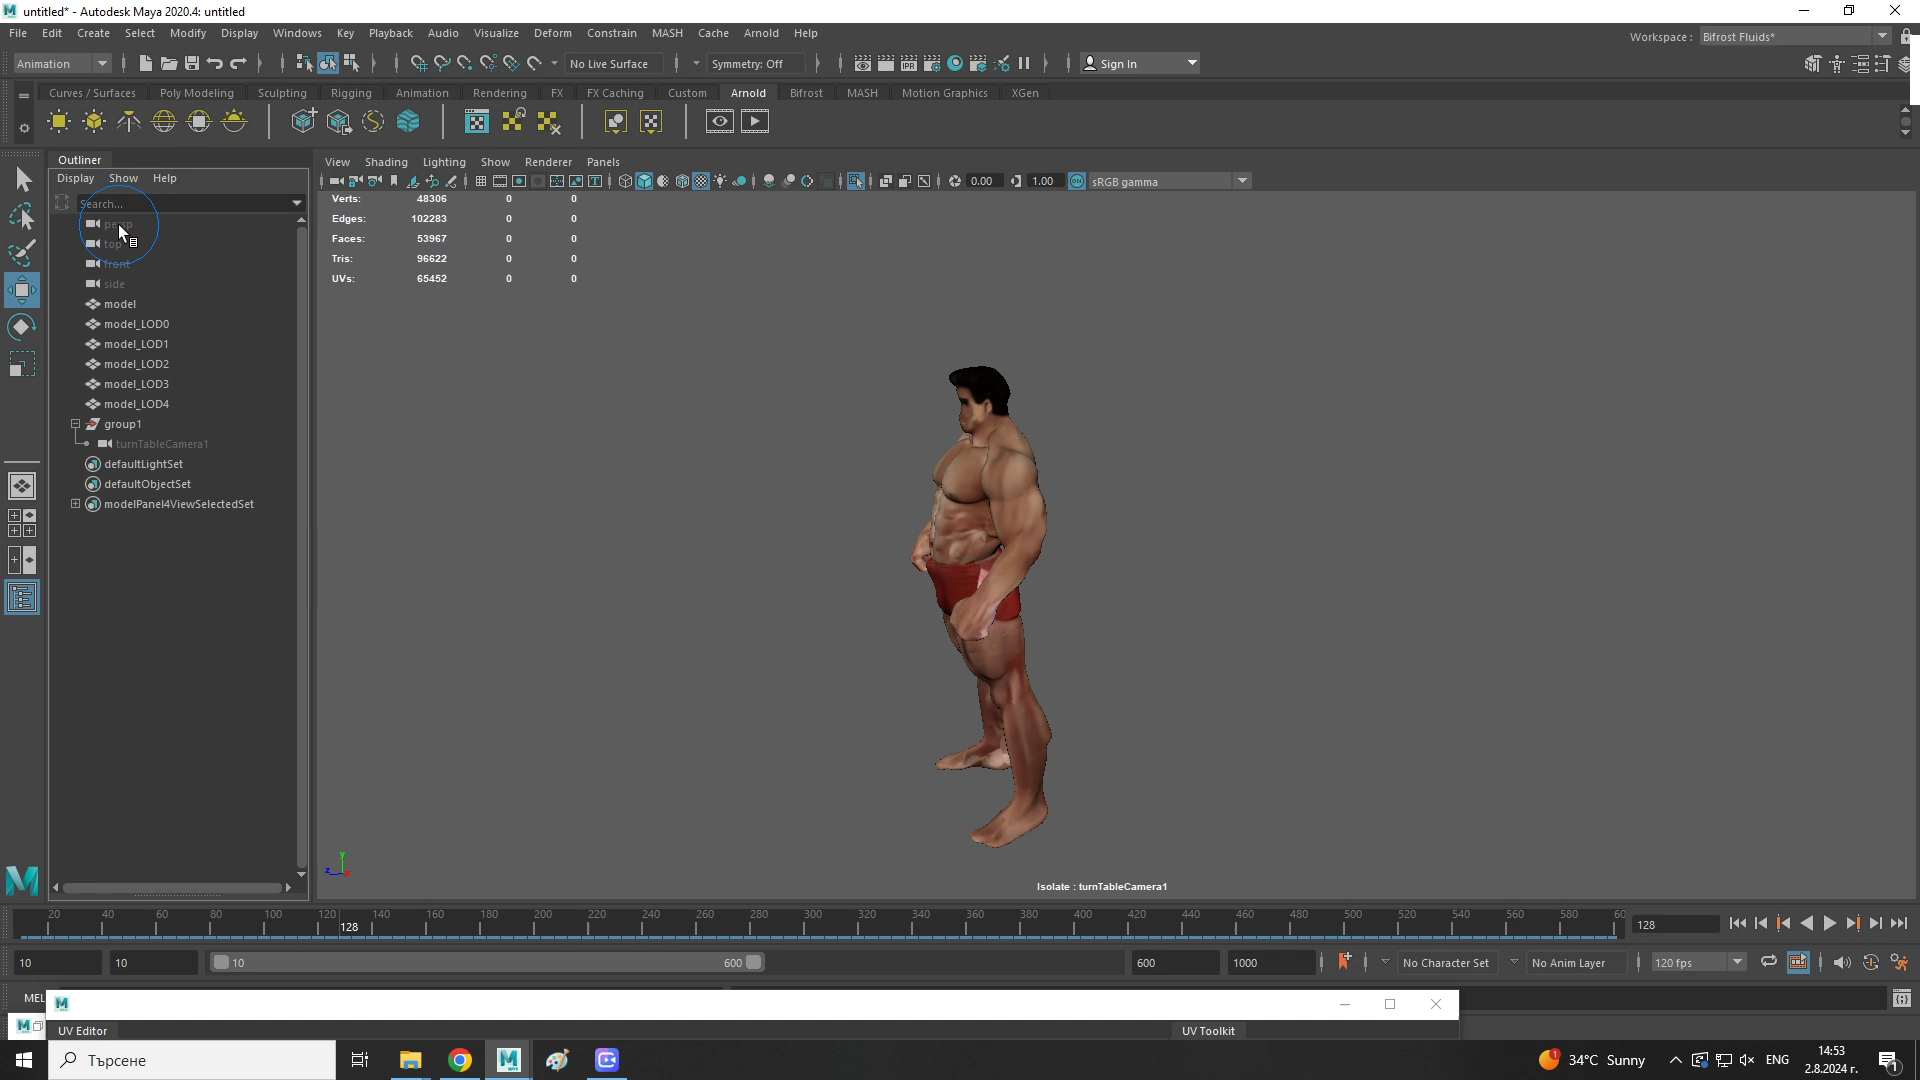 untitled* - Autodesk Maya 2020.4: untitled
File Edit Create Select Modify Display Windows Key Playback Audio Visualize Deform Constrain MASH Cache Arnold Help
Workspace : Bifrost Fluids*
Animation No Live Surface Symmetry: Off Sign In
Curves / Surfaces Poly Modeling Sculpting Rigging Animation Rendering FX FX Caching Custom Arnold Bifrost MASH Motion Graphics XGen
IPR
Outliner
Display Show Help
Search...
persp
top
front
side
model
model_LOD0
model_LOD1
model_LOD2
model_LOD3
model_LOD4
group1
turnTableCamera1
defaultLightSet
defaultObjectSet
modelPanel4ViewSelectedSet
View Shading Lighting Show Renderer Panels
0.00 1.00 ON sRGB gamma
Verts: 48306 0 0
Edges: 102283 0 0
Faces: 53967 0 0
Tris: 96622 0 0
UVs: 65452 0 0
y
z
Isolate : turnTableCamera1
20 40 60 80 100 120 140 160 180 200 220 240 260 280 300 320 340 360 380 400 420 440 460 480 500 520 540 560 580 60
128
128
10 10 10 600 600 1000 No Character Set No Anim Layer 120 fps
MEL
UV Editor UV Toolkit
Търсене
34°C Sunny ENG
14:53
2.8.2024 г.
1
1